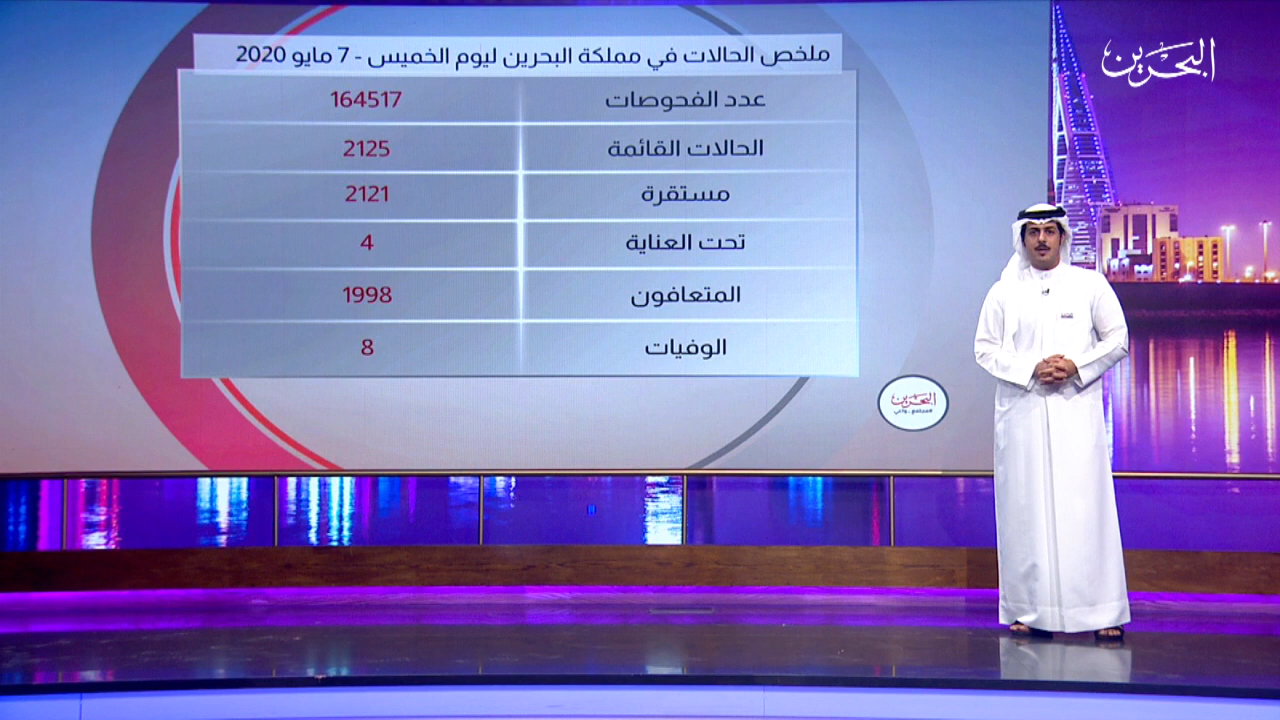 ملخص الحالات في مملكة البحرين ليوم الخميس - 7 مايو 2020
عدد الفحوصات 164517
الحالات القائمة 2125
مستقرة 2121
تحت العناية 4
المتعافون 1998
الوفيات 8
البحرين
البحرين
#مجتمع_واعي